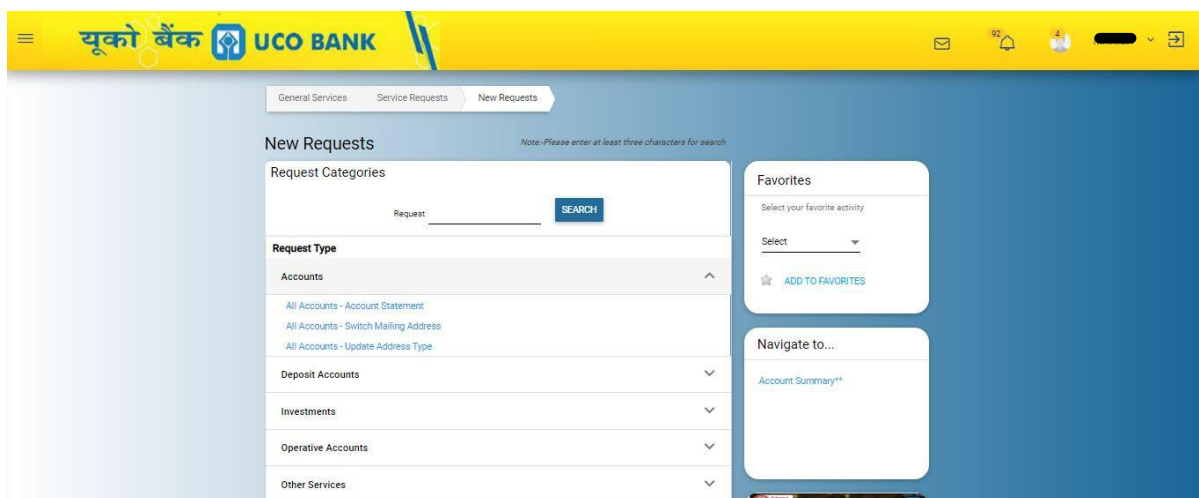 यूको बैंक UCO BANK
92
4
General Services Service Requests New Requests
New Requests
Note:-Please enter at least three characters for search
Request Categories
Request
SEARCH
Request Type
Accounts
All Accounts - Account Statement
All Accounts - Switch Mailing Address
All Accounts - Update Address Type
Deposit Accounts
Investments
Operative Accounts
Other Services
Favorites
Select your favorite activity
Select
ADD TO FAVORITES
Navigate to...
Account Summary**